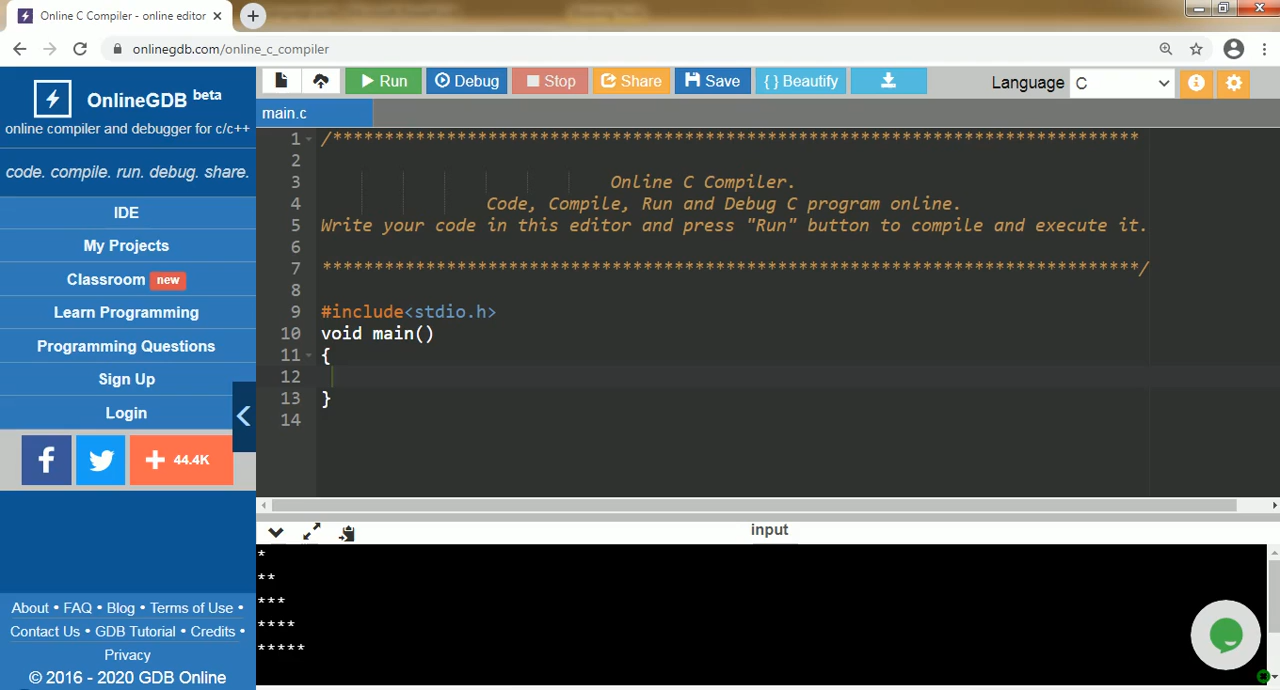 Online C Compiler - online editor
onlinegdb.com/online_c_compiler
OnlineGDB beta
online compiler and debugger for c/c++
code. compile. run. debug. share.
IDE
My Projects
Classroom new
Learn Programming
Programming Questions
Sign Up
Login
44.4K
About • FAQ • Blog • Terms of Use •
Contact Us • GDB Tutorial • Credits •
Privacy
© 2016 - 2020 GDB Online
Run Debug Stop Share Save { } Beautify Language C
main.c
1 /******************************************************************************
2
3 Online C Compiler.
4 Code, Compile, Run and Debug C program online.
5 Write your code in this editor and press "Run" button to compile and execute it.
6
7 *******************************************************************************/
8
9 #include<stdio.h>
10 void main()
11 {
12
13 }
14
input
*
**
***
****
*****